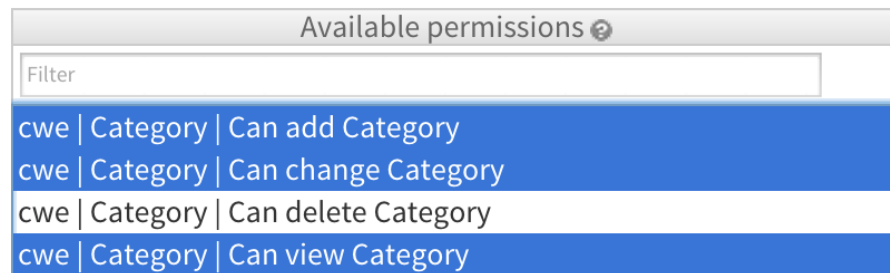 Available permissions
Filter
cwe | Category | Can add Category
cwe | Category | Can change Category
cwe | Category | Can delete Category
cwe | Category | Can view Category